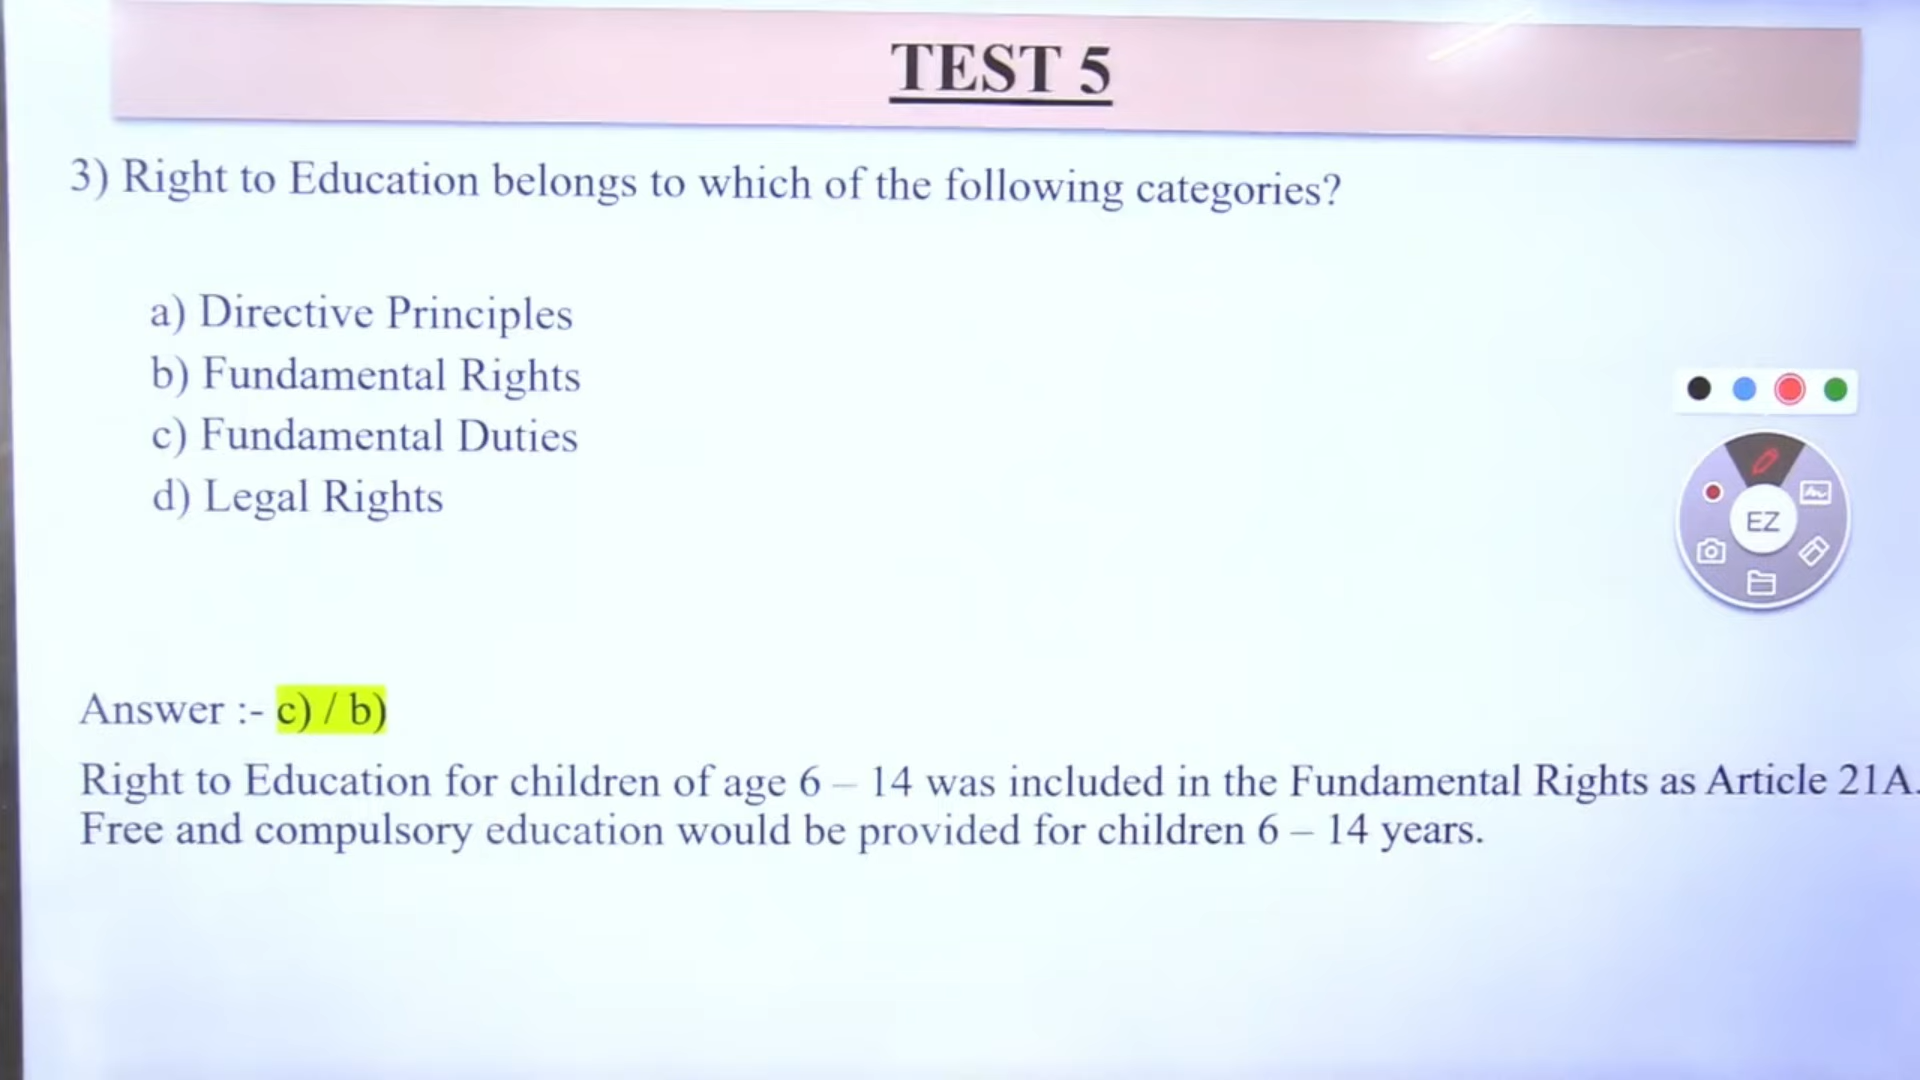 TEST 5
3) Right to Education belongs to which of the following categories?
a) Directive Principles
b) Fundamental Rights
c) Fundamental Duties
d) Legal Rights
EZ
Answer :- c) / b)
Right to Education for children of age 6 – 14 was included in the Fundamental Rights as Article 21A.
Free and compulsory education would be provided for children 6 – 14 years.